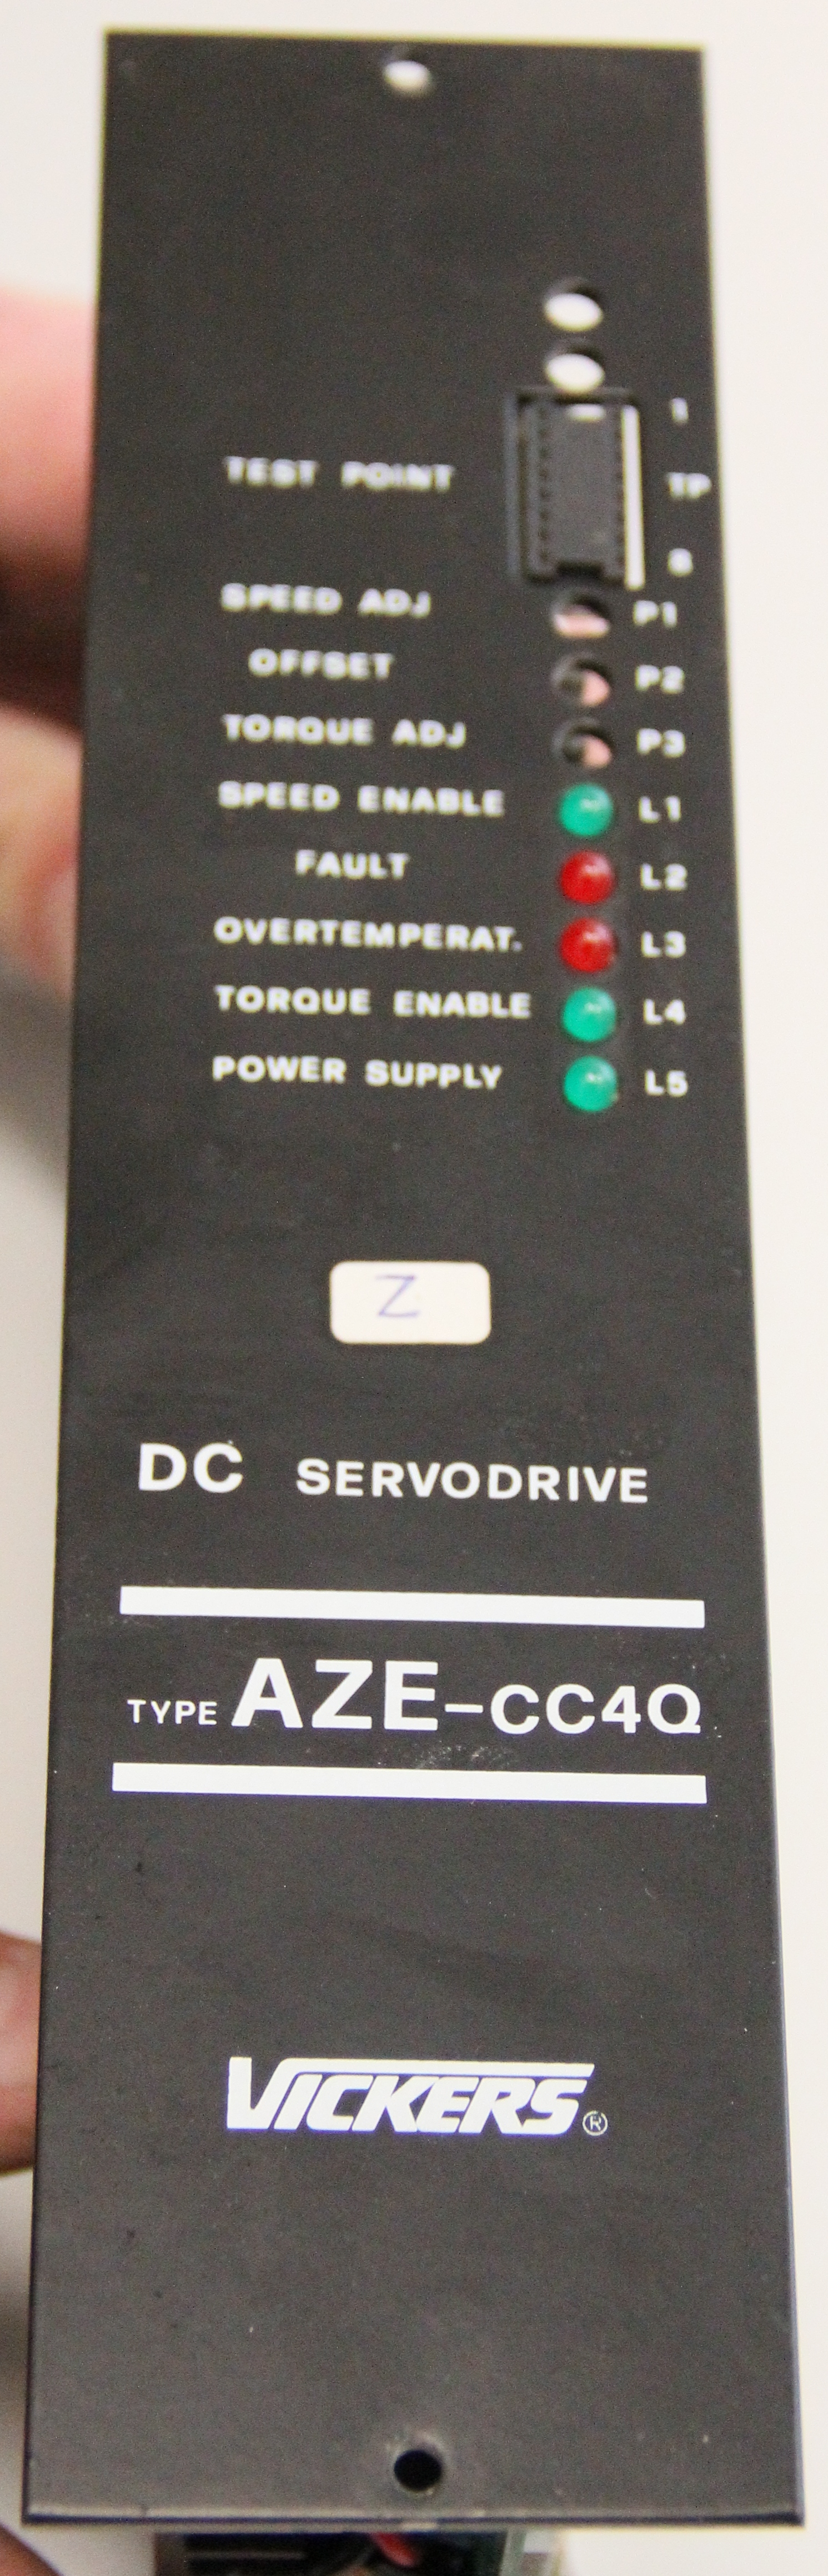 1
TEST POINT TP
8
SPEED ADJ P1
OFFSET P2
TORQUE ADJ P3
SPEED ENABLE L1
FAULT L2
OVERTEMPERAT. L3
TORQUE ENABLE L4
POWER SUPPLY L5
Z
DC SERVODRIVE
TYPE AZE-CC4Q
VICKERS®